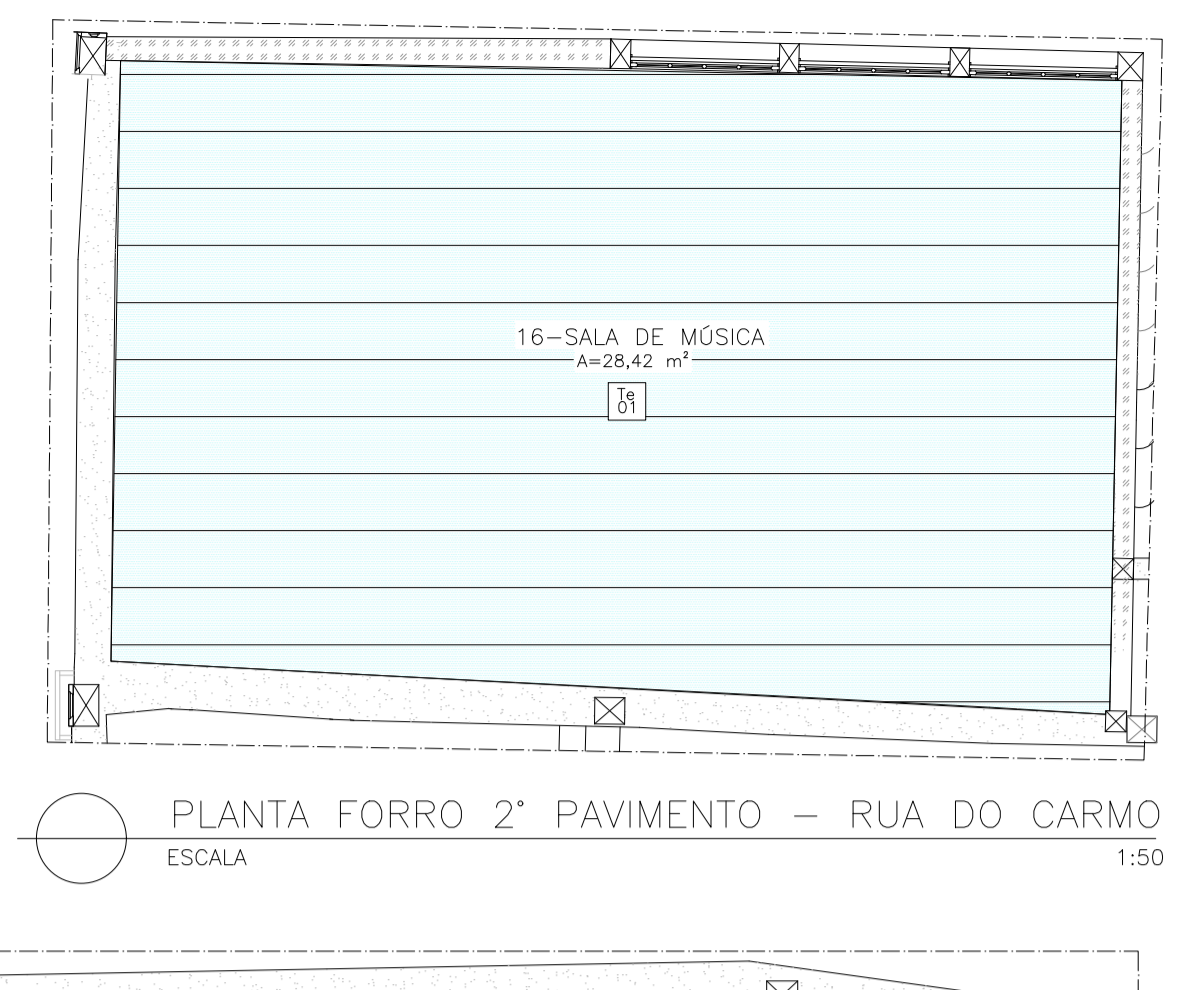 16-SALA DE MÚSICA
A=28,42 m²
Te
01
PLANTA FORRO 2° PAVIMENTO - RUA DO CARMO
ESCALA 1:50